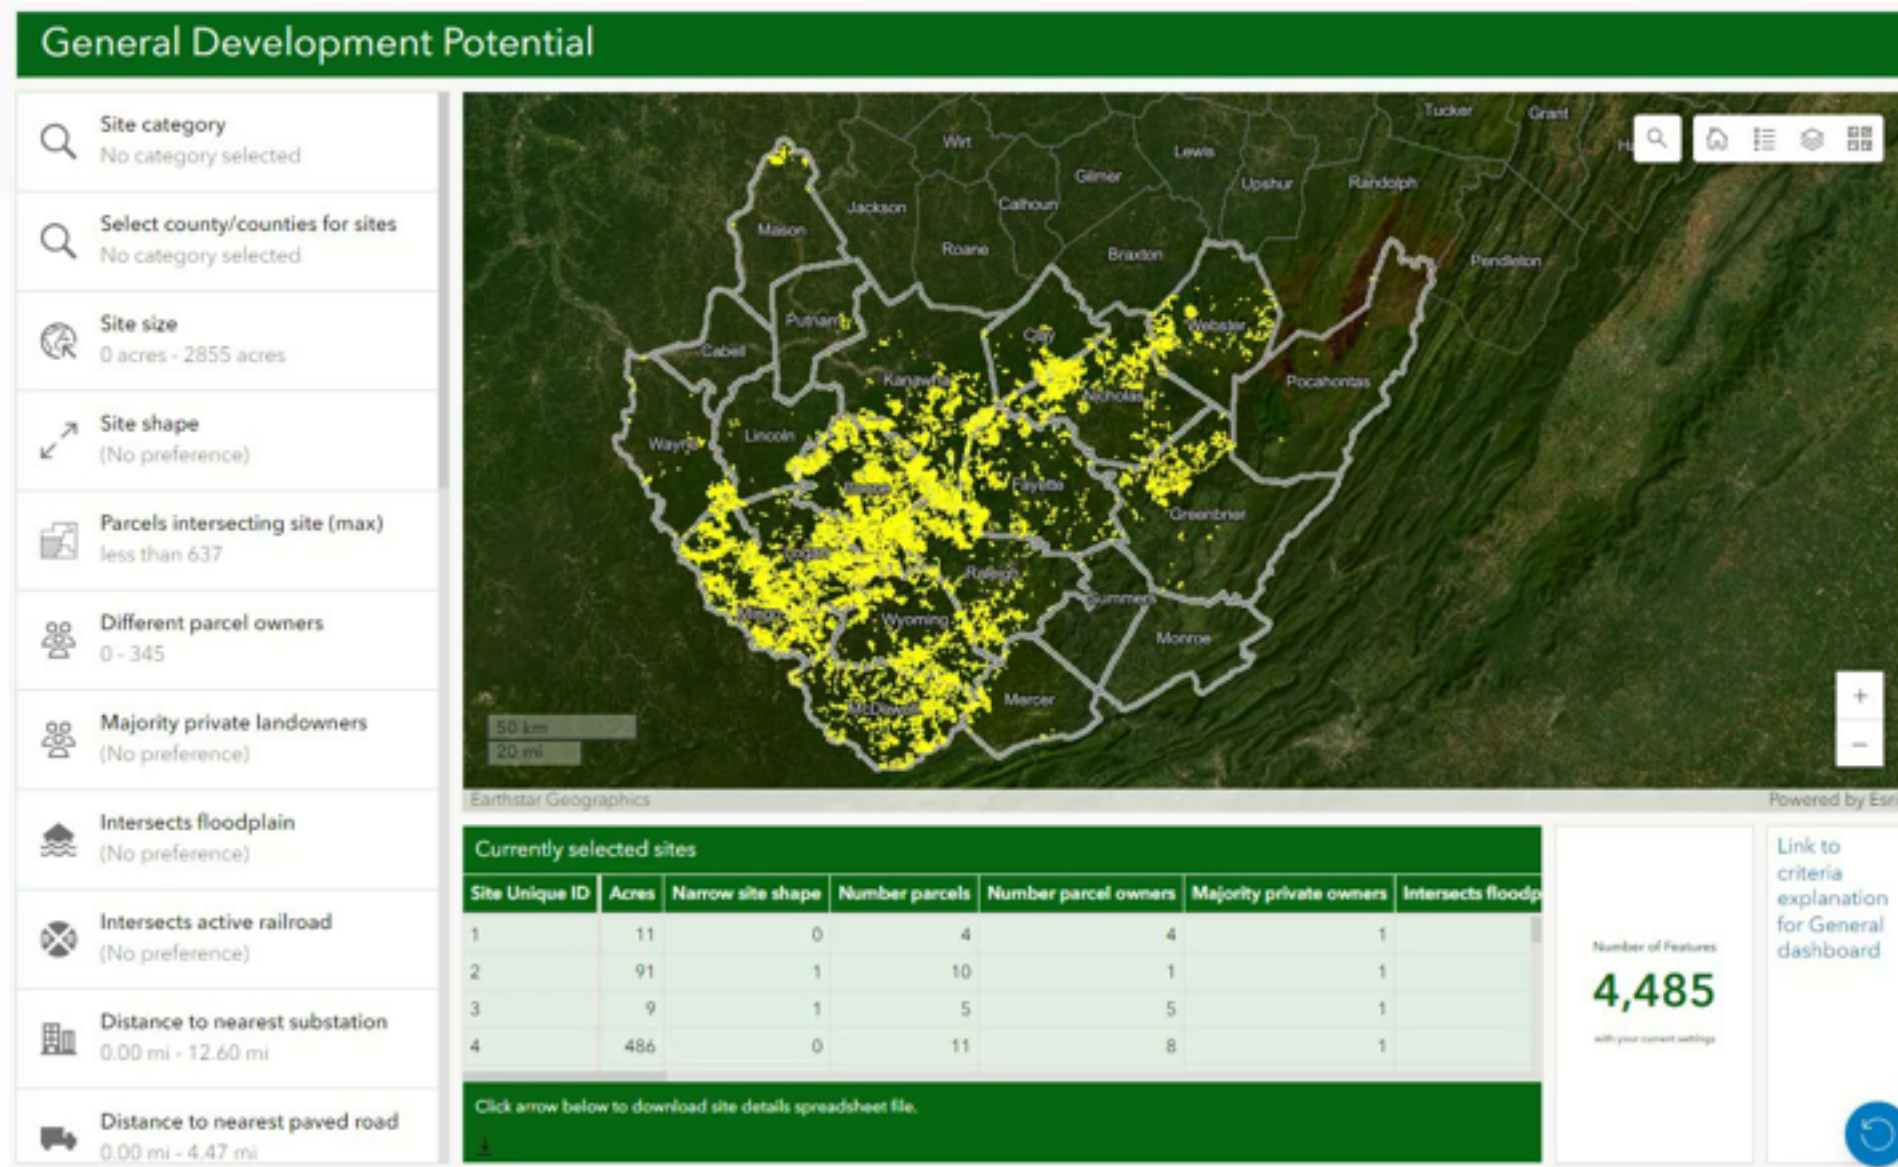 General Development Potential
Site category
No category selected
Select county/counties for sites
No category selected
Site size
0 acres - 2855 acres
Site shape
(No preference)
Parcels intersecting site (max)
less than 637
Different parcel owners
0 - 345
Majority private landowners
(No preference)
Intersects floodplain
(No preference)
Intersects active railroad
(No preference)
Distance to nearest substation
0.00 mi - 12.60 mi
Distance to nearest paved road
0.00 mi - 4.47 mi
Tucker
Grant
Wirt
Lewis
Gilmer
Upshur
Randolph
Jackson
Calhoun
Mason
Roane
Braxton
Pendleton
Putnam
Webster
Clay
Cabell
Kanawha
Pocahontas
Nicholas
Wayne
Lincoln
Fayette
Boone
Greenbrier
Logan
Raleigh
Summers
Mingo
Wyoming
Monroe
McDowell
Mercer
50 km
20 mi
Earthstar Geographics
Powered by Esri
Currently selected sites
Site Unique ID Acres Narrow site shape Number parcels Number parcel owners Majority private owners Intersects floodp
1 11 0 4 4 1
2 91 1 10 1 1
3 9 1 5 5 1
4 486 0 11 8 1
Click arrow below to download site details spreadsheet file.
Number of Features
4,485
with your current settings
Link to
criteria
explanation
for General
dashboard